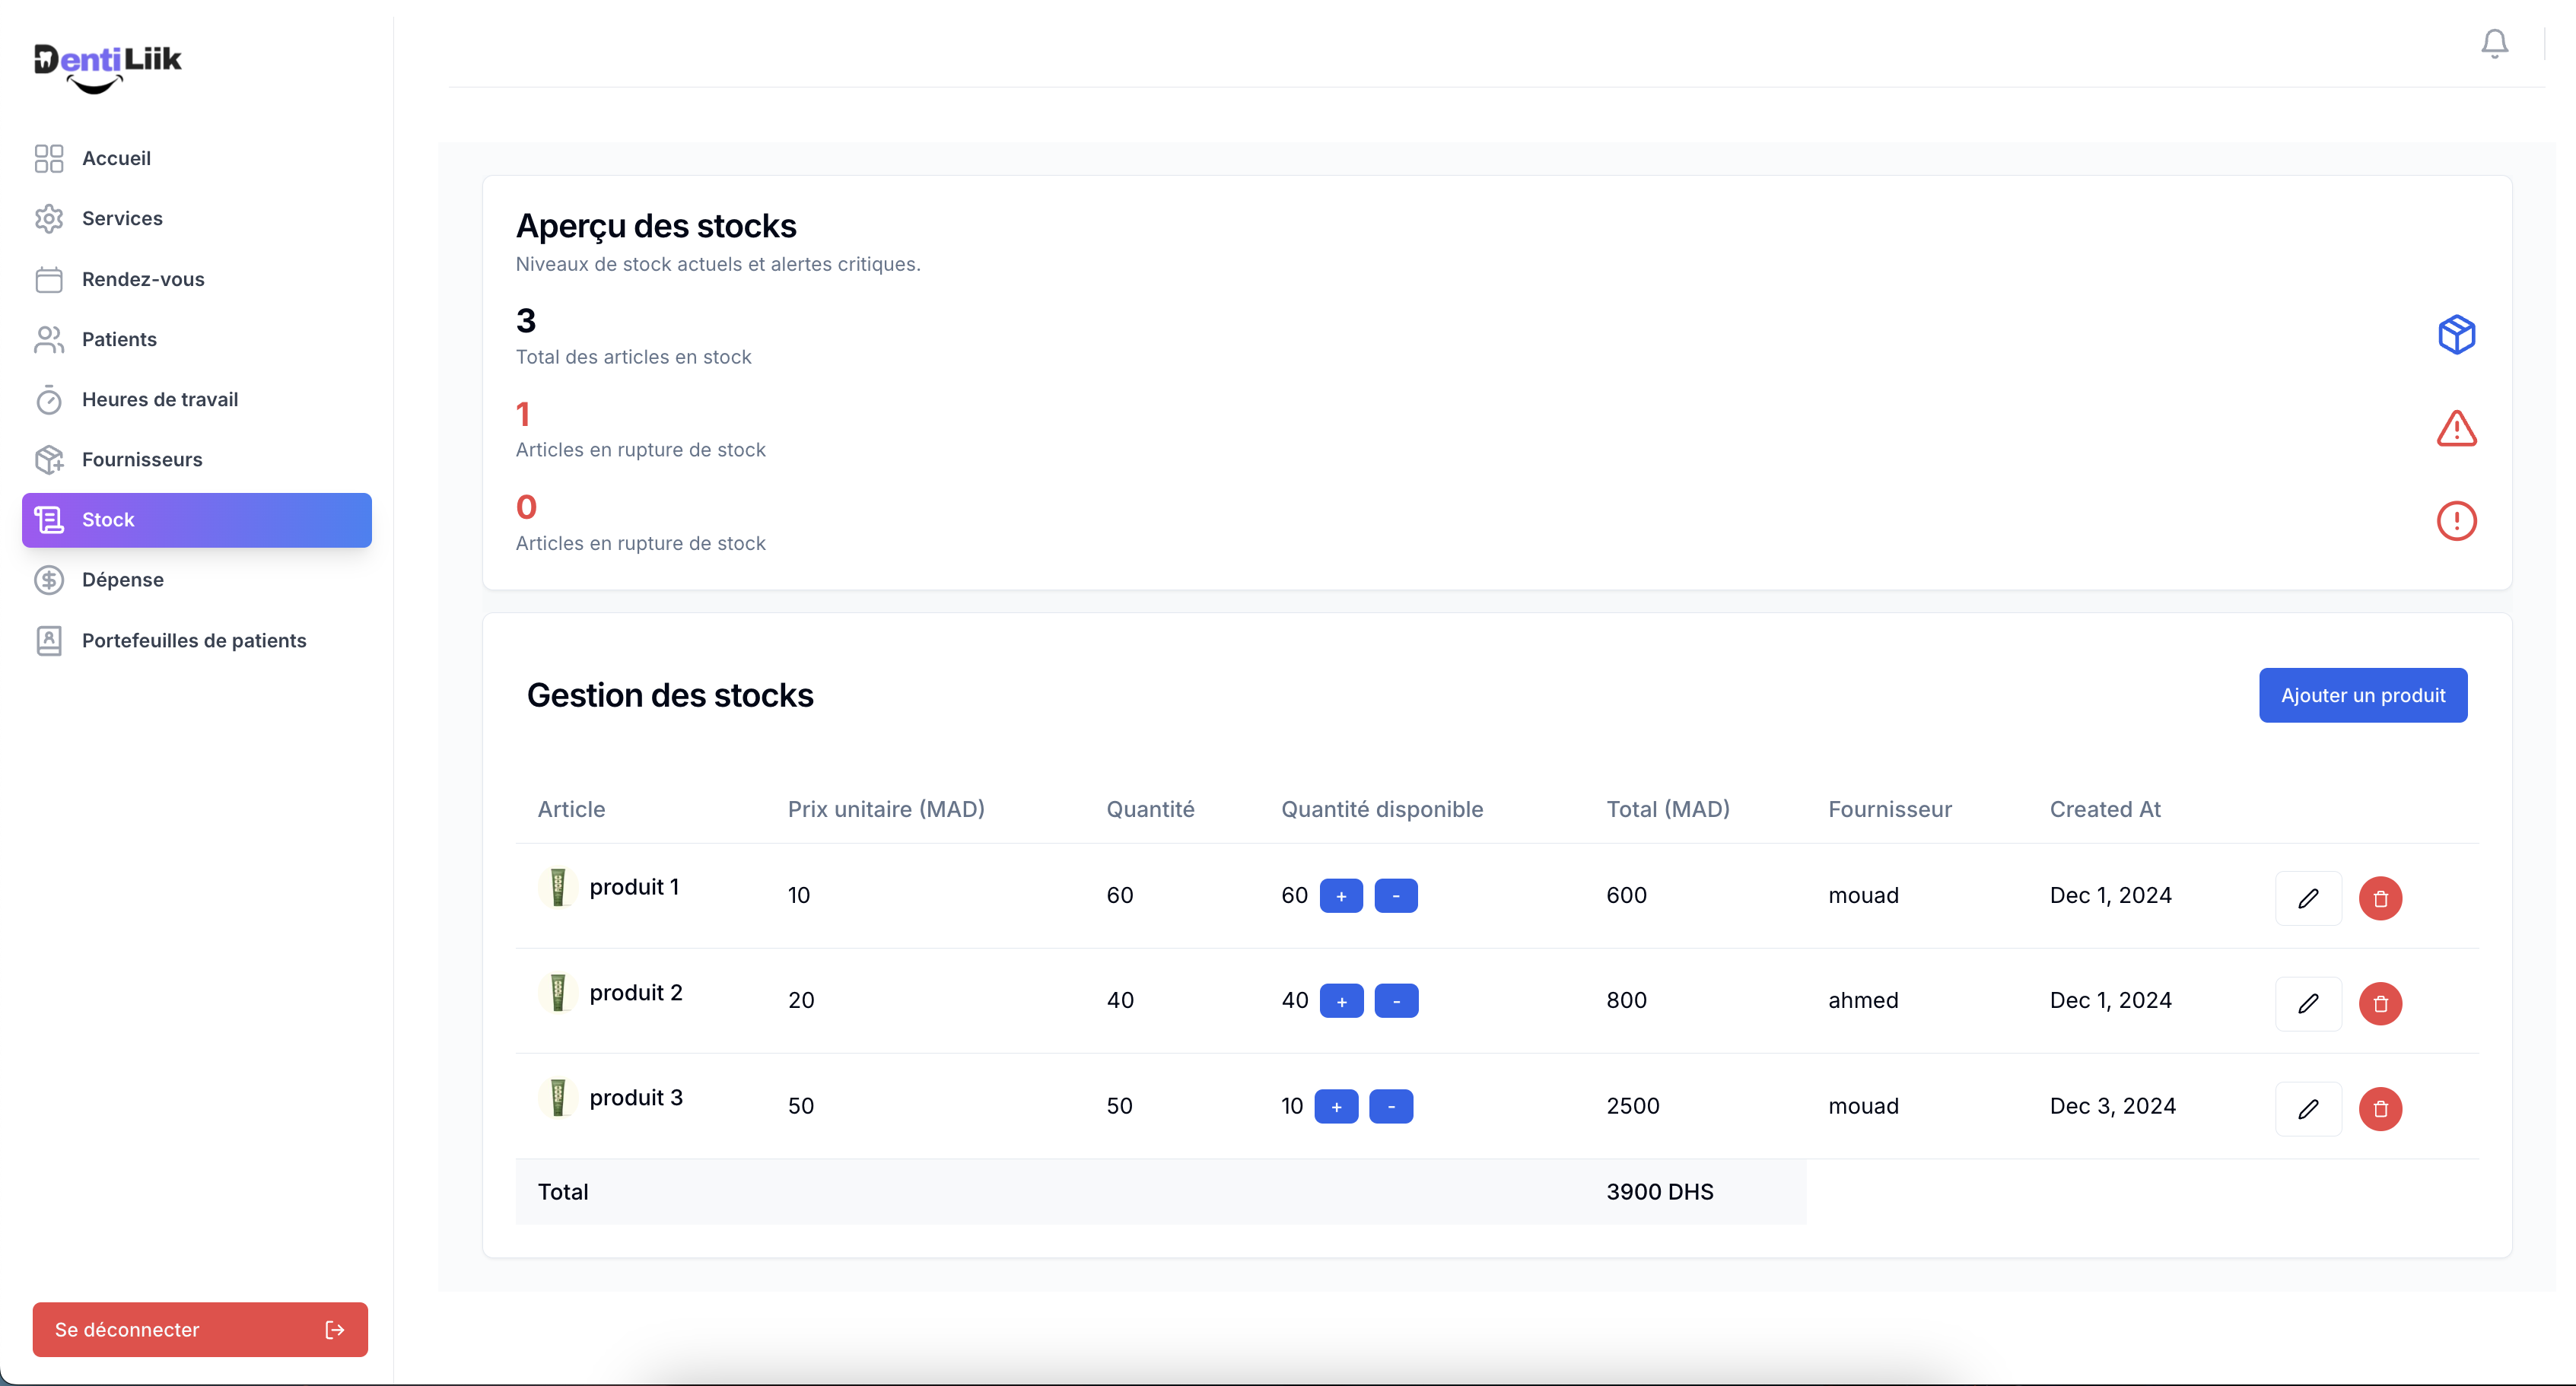 DentiLiik
Accueil
Services
Rendez-vous
Patients
Heures de travail
Fournisseurs
Stock
Dépense
Portefeuilles de patients
Se déconnecter
Aperçu des stocks
Niveaux de stock actuels et alertes critiques.
3
Total des articles en stock
1
Articles en rupture de stock
0
Articles en rupture de stock
Gestion des stocks
Ajouter un produit
Article Prix unitaire (MAD) Quantité Quantité disponible Total (MAD) Fournisseur Created At
produit 1 10 60 60 + - 600 mouad Dec 1, 2024
produit 2 20 40 40 + - 800 ahmed Dec 1, 2024
produit 3 50 50 10 + - 2500 mouad Dec 3, 2024
Total 3900 DHS